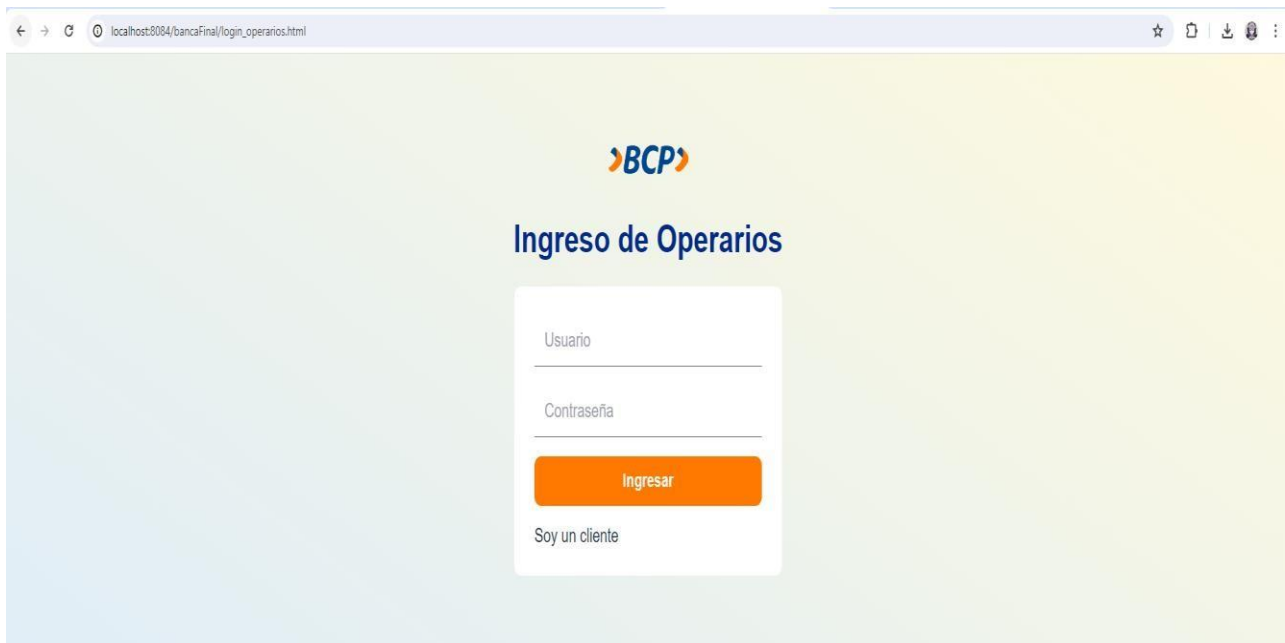 localhost:8084/bancaFinal/login_operarios.html
BCP
Ingreso de Operarios
Usuario
Contraseña
Ingresar
Soy un cliente